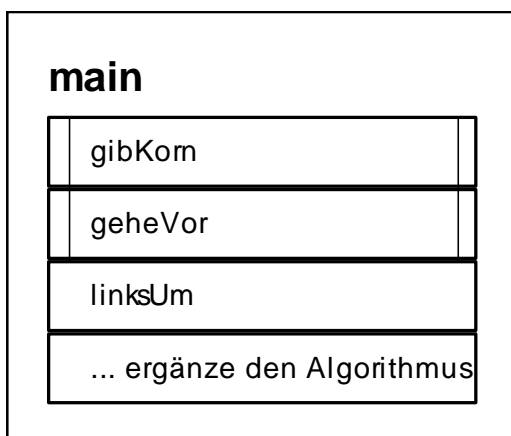 main
gibKorn
geheVor
linksUm
... ergänze den Algorithmus